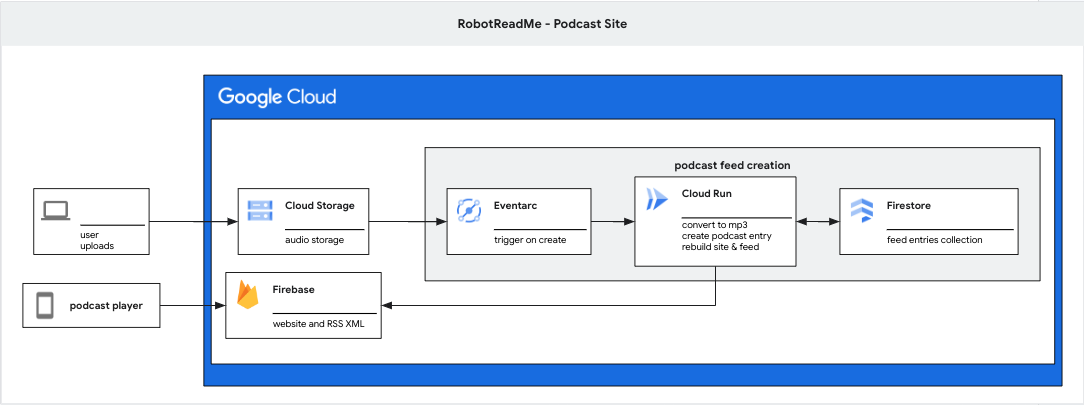 RobotReadMe - Podcast Site
Google Cloud
podcast feed creation
user
uploads
Cloud Storage
audio storage
Eventarc
trigger on create
Cloud Run
convert to mp3
create podcast entry
rebuild site & feed
Firestore
feed entries collection
podcast player
Firebase
website and RSS XML